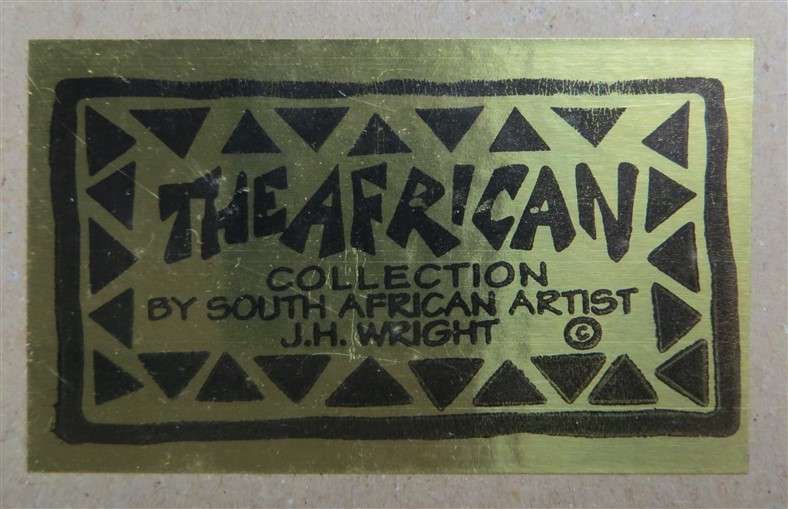 THE AFRICAN
COLLECTION
BY SOUTH AFRICAN ARTIST
J.H. WRIGHT ©